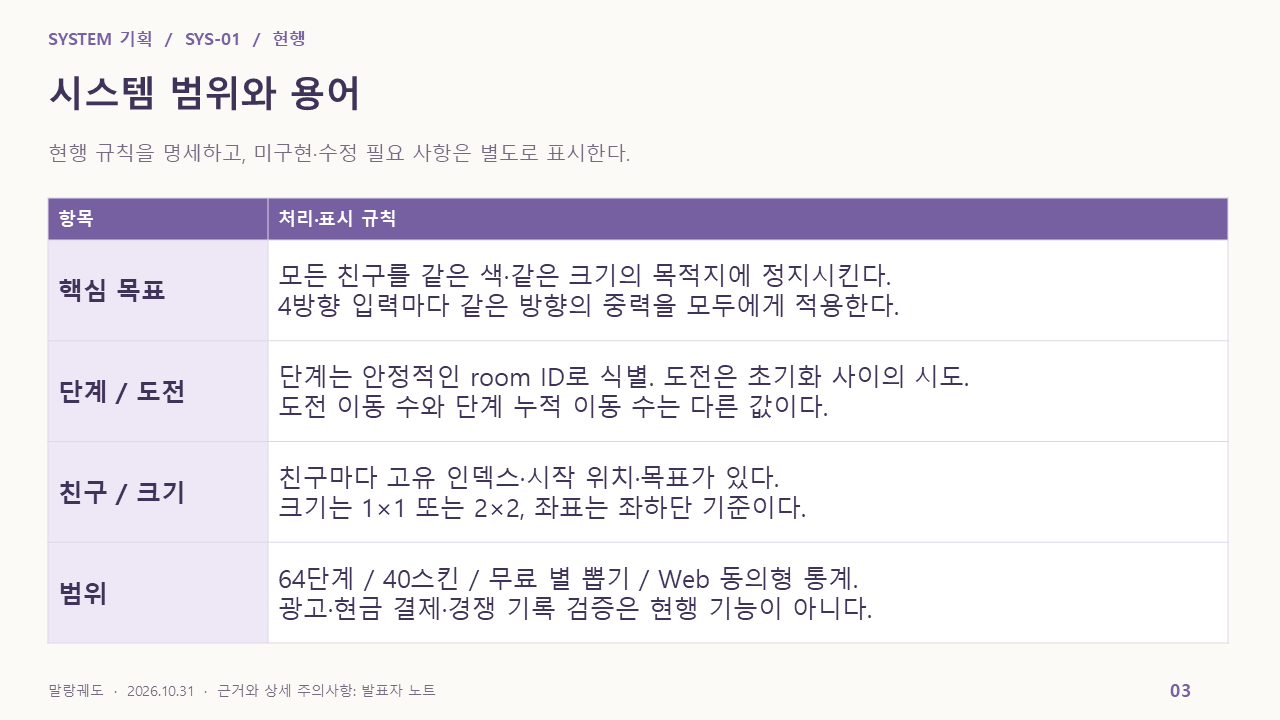 SYSTEM 기획 / SYS-01 / 현행
시스템 범위와 용어
현행 규칙을 명세하고, 미구현·수정 필요 사항은 별도로 표시한다.
항목
처리·표시 규칙
핵심 목표
모든 친구를 같은 색·같은 크기의 목적지에 정지시킨다.
4방향 입력마다 같은 방향의 중력을 모두에게 적용한다.
단계 / 도전
단계는 안정적인 room ID로 식별. 도전은 초기화 사이의 시도.
도전 이동 수와 단계 누적 이동 수는 다른 값이다.
친구 / 크기
친구마다 고유 인덱스·시작 위치·목표가 있다.
크기는 1×1 또는 2×2, 좌표는 좌하단 기준이다.
범위
64단계 / 40스킨 / 무료 별 뽑기 / Web 동의형 통계.
광고·현금 결제·경쟁 기록 검증은 현행 기능이 아니다.
말랑궤도 · 2026.10.31 · 근거와 상세 주의사항: 발표자 노트
03